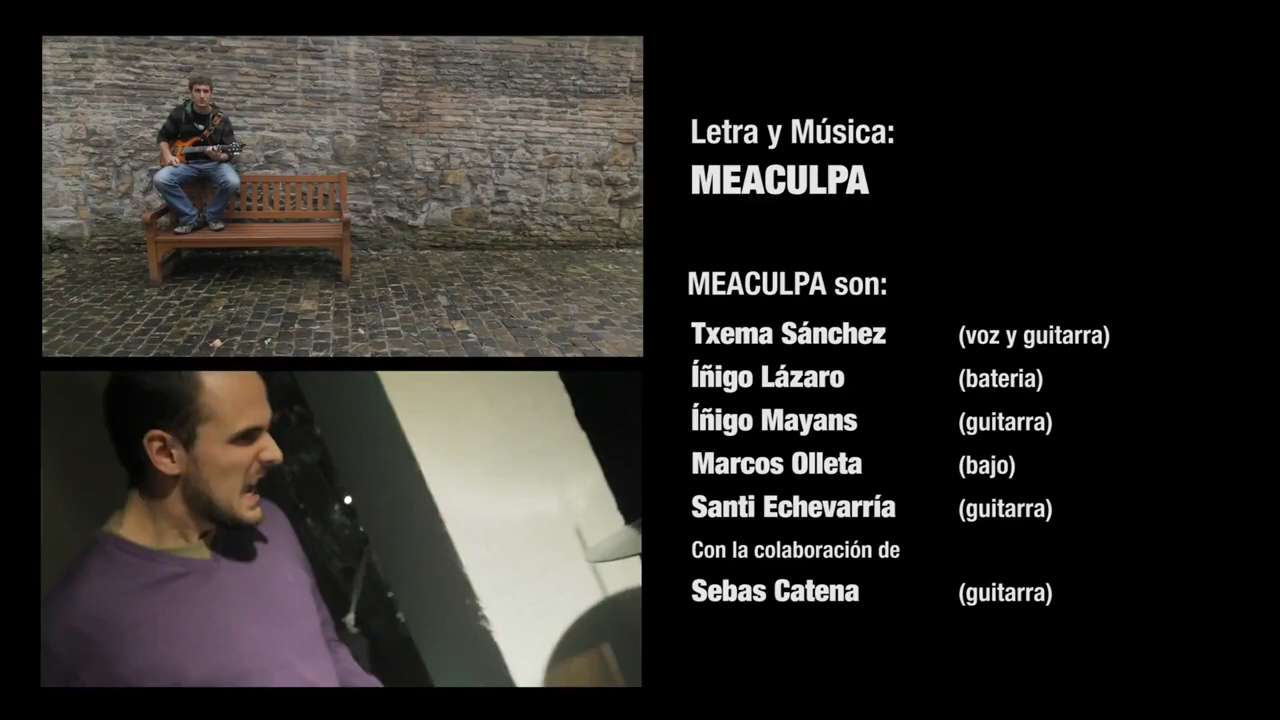 Letra y Música:
MEACULPA
MEACULPA son:
Txema Sánchez (voz y guitarra)
Íñigo Lázaro (bateria)
Íñigo Mayans (guitarra)
Marcos Olleta (bajo)
Santi Echevarría (guitarra)
Con la colaboración de
Sebas Catena (guitarra)